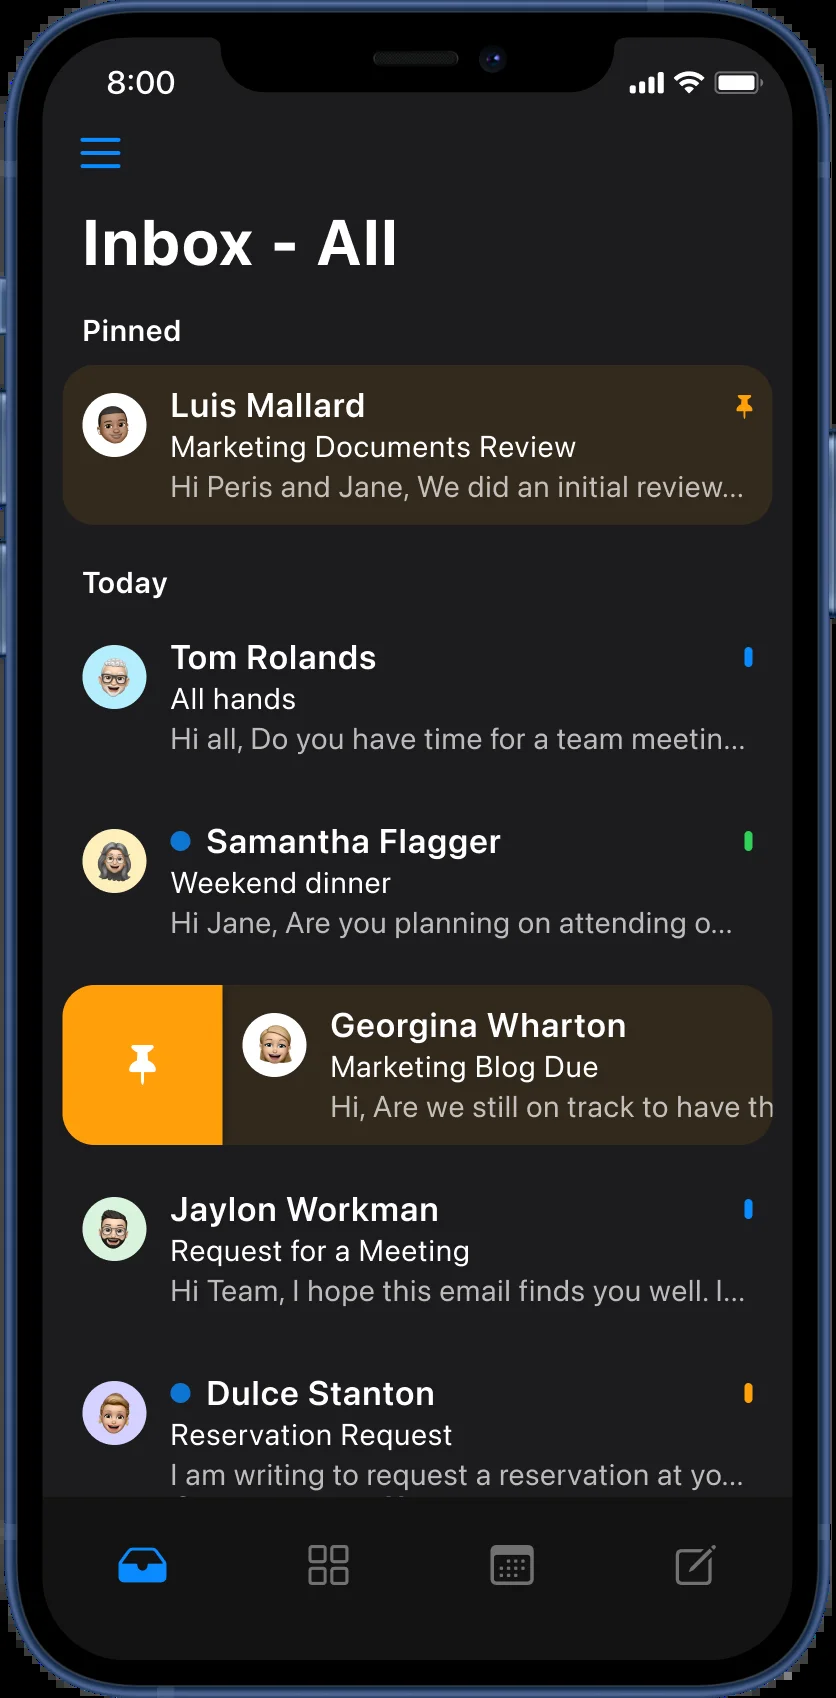 8:00
Inbox - All
Pinned
Luis Mallard
Marketing Documents Review
Hi Peris and Jane, We did an initial review...
Today
Tom Rolands
All hands
Hi all, Do you have time for a team meetin...
Samantha Flagger
Weekend dinner
Hi Jane, Are you planning on attending o...
Georgina Wharton
Marketing Blog Due
Hi, Are we still on track to have th
Jaylon Workman
Request for a Meeting
Hi Team, I hope this email finds you well. I...
Dulce Stanton
Reservation Request
I am writing to request a reservation at yo...